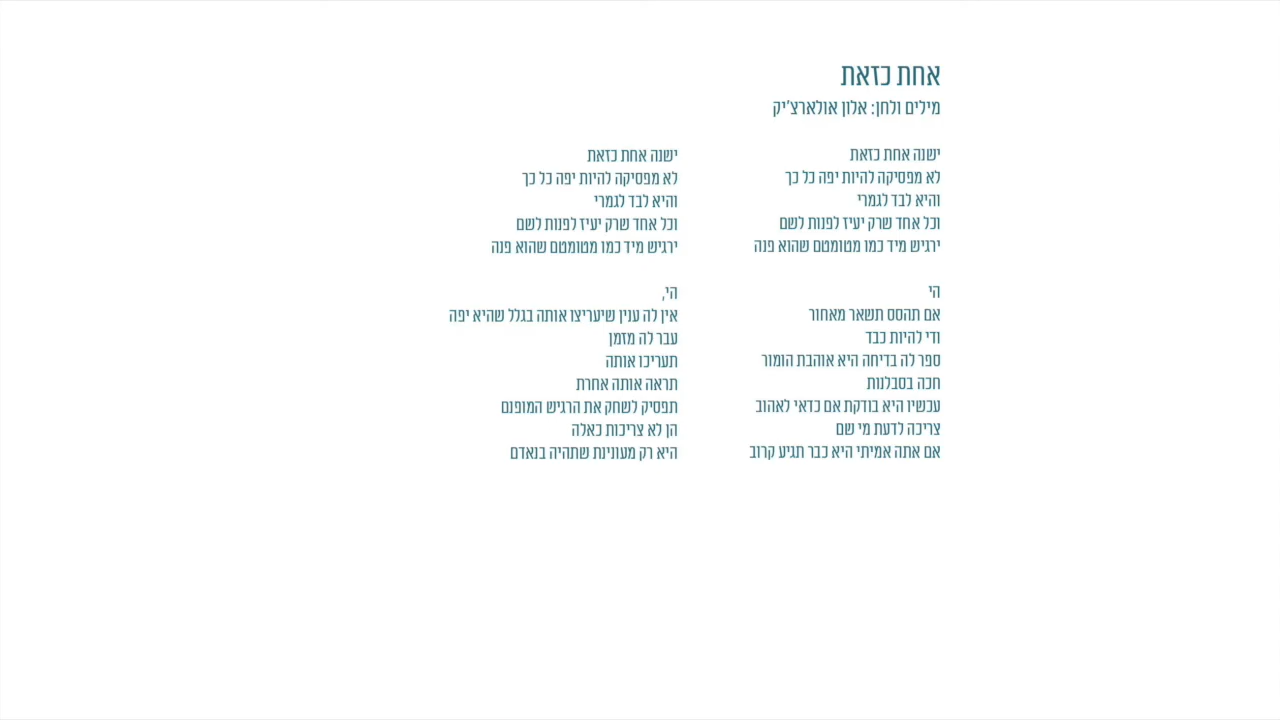 אחת כזאת
מילים ולחן: אלון אולארצ'יק
ישנה אחת כזאת
לא מפסיקה להיות יפה כל כך
והיא לבד לגמרי
וכל אחד שרק יעיז לפנות לשם
ירגיש מיד כמו מטומטם שהוא פנה
היי
אם תהסס תשאר מאחור
ודי להיות כבד
ספר לה בדיחה היא אוהבת הומור
חכה בסבלנות
עכשיו היא בודקת אם כדאי לאהוב
צריכה לדעת מי שם
אם אתה אמיתי היא כבר תגיע קרוב
ישנה אחת כזאת
לא מפסיקה להיות יפה כל כך
והיא לבד לגמרי
וכל אחד שרק יעיז לפנות לשם
ירגיש מיד כמו מטומטם שהוא פנה
היי,
אין לה ענין שיעריצו אותה בגלל שהיא יפה
עבר לה מזמן
תעריכו אותה
תראה אותה אחרת
תפסיק לשחק את הרגיש המופנם
הן לא צריכות כאלה
היא רק מעונינת שתהיה בנאדם